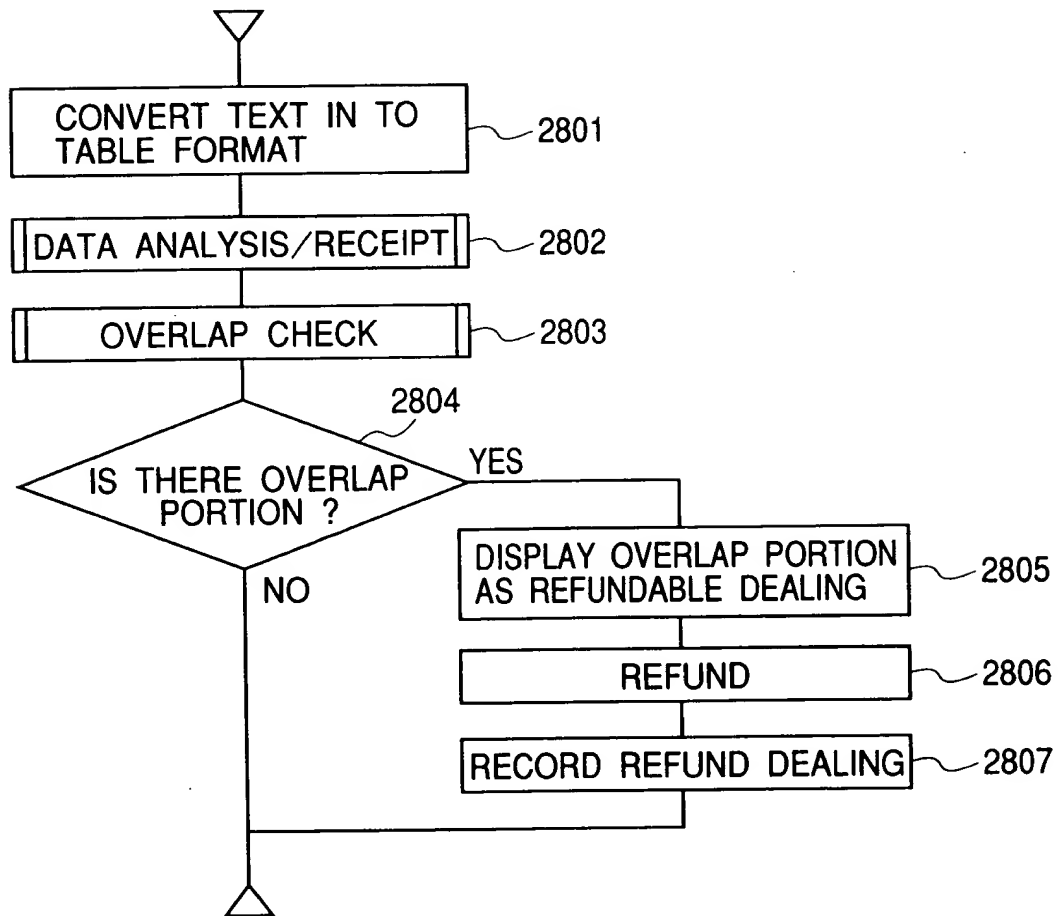 CONVERT TEXT IN TO
TABLE FORMAT
2801
DATA ANALYSIS/RECEIPT
2802
OVERLAP CHECK
2803
2804
IS THERE OVERLAP
PORTION ?
YES
NO
DISPLAY OVERLAP PORTION
AS REFUNDABLE DEALING
2805
REFUND
2806
RECORD REFUND DEALING
2807